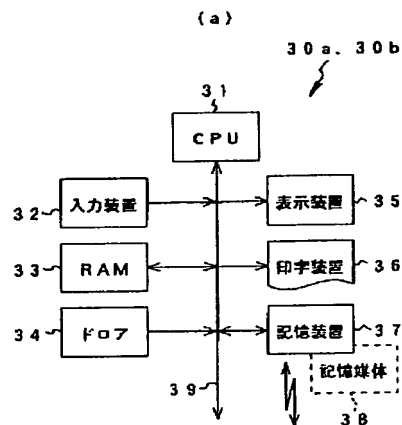 (a)
３０a、３０b
３１
CPU
３２
入力装置
表示装置
３５
３３
RAM
印字装置
３６
３４
ドロア
記憶装置
３７
３９
記憶媒体
３８